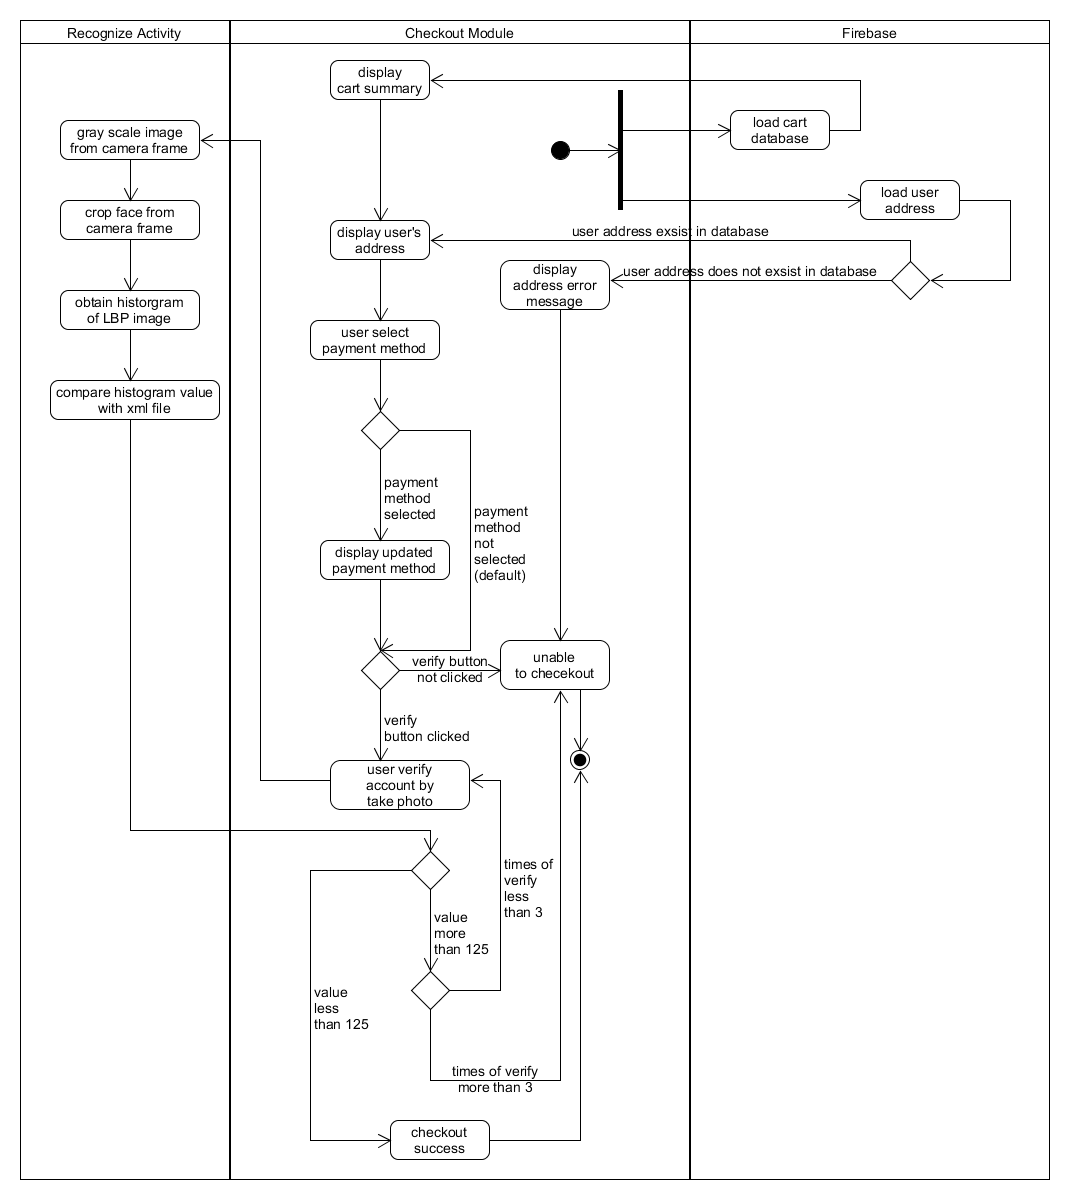 Recognize Activity
Checkout Module
Firebase
display
cart summary
load cart
database
gray scale image
from camera frame
load user
address
crop face from
camera frame
display user's
address
user address exsist in database
display
address error
message
user address does not exsist in database
obtain historgram
of LBP image
user select
payment method
compare histogram value
with xml file
payment
method
selected
payment
method
not
selected
(default)
display updated
payment method
verify button
not clicked
unable
to checekout
verify
button clicked
user verify
account by
take photo
times of
verify
less
than 3
value
more
than 125
value
less
than 125
times of verify
more than 3
checkout
success